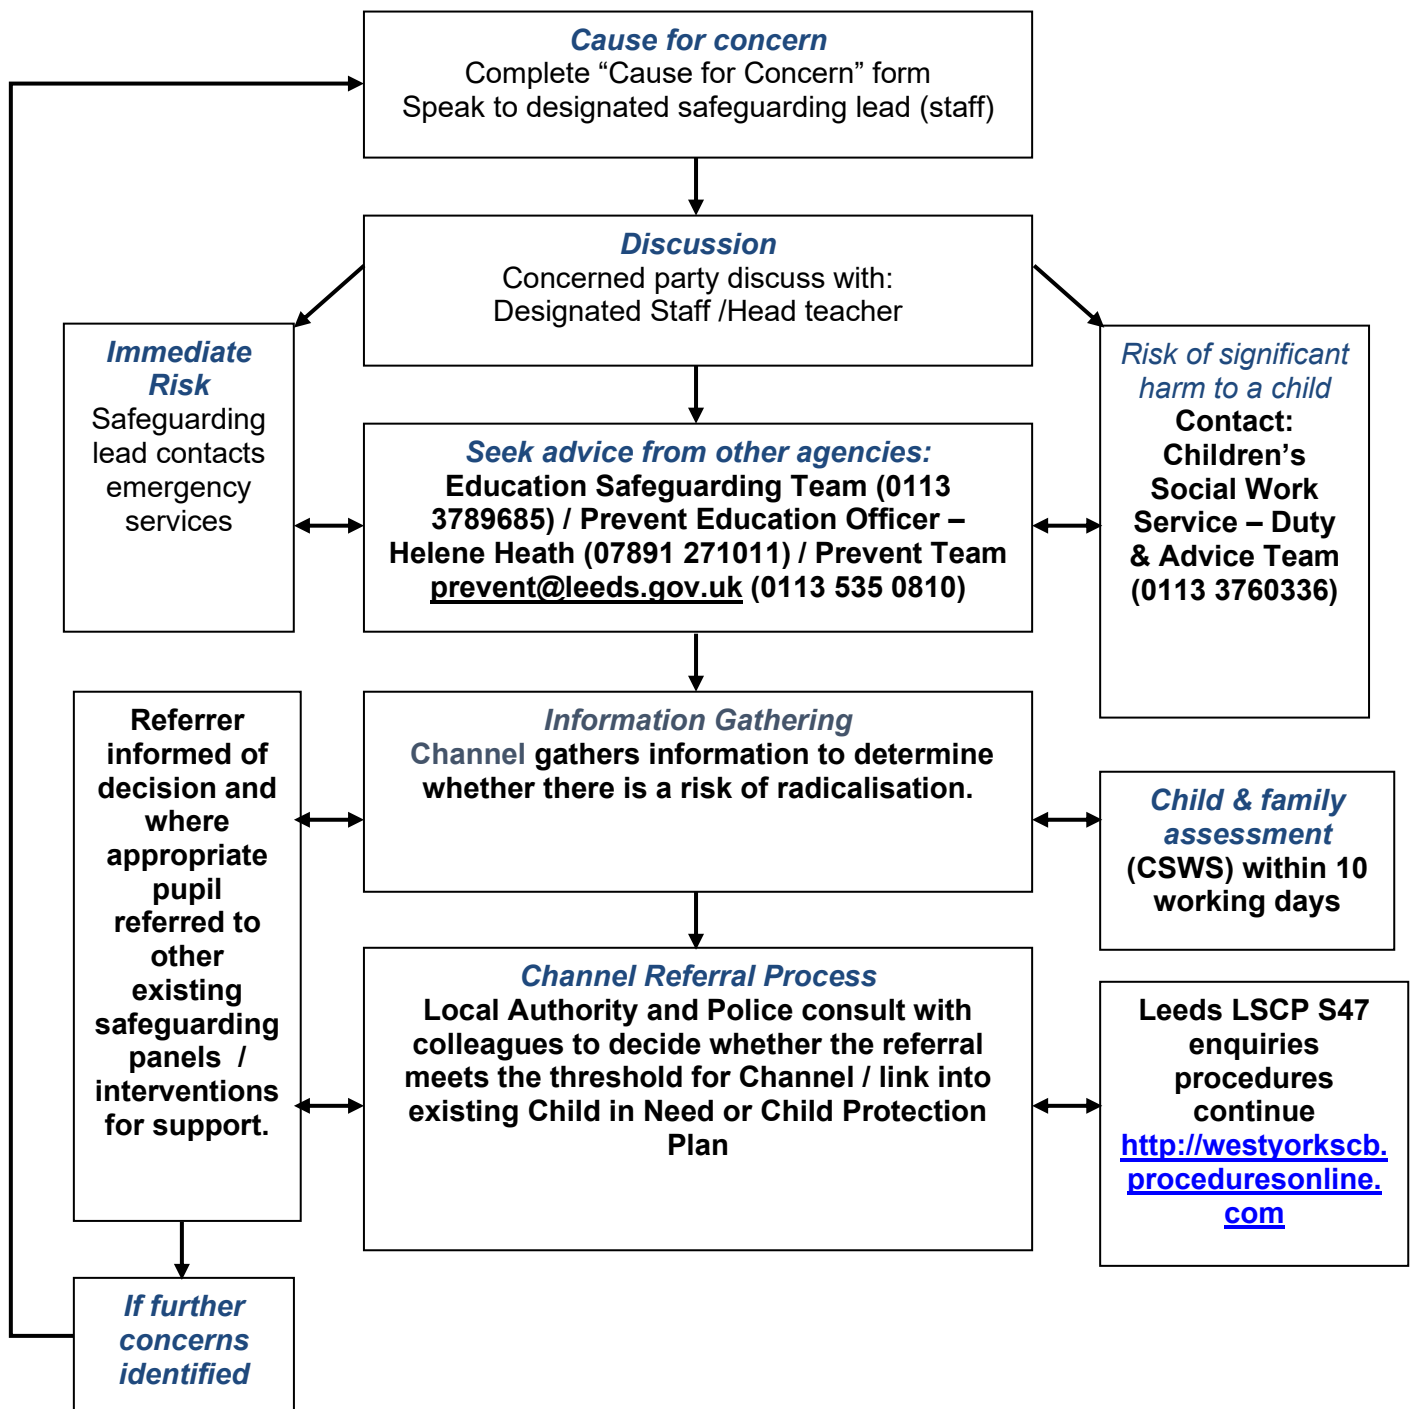 Cause for concern
Complete “Cause for Concern” form
Speak to designated safeguarding lead (staff)
Discussion
Concerned party discuss with:
Designated Staff /Head teacher
Immediate
Risk
Safeguarding
lead contacts
emergency
services
Seek advice from other agencies:
Education Safeguarding Team (0113
3789685) / Prevent Education Officer –
Helene Heath (07891 271011) / Prevent Team
prevent@leeds.gov.uk (0113 535 0810)
Risk of significant
harm to a child
Contact:
Children’s
Social Work
Service – Duty
& Advice Team
(0113 3760336)
Referrer
informed of
decision and
where
appropriate
pupil
referred to
other
existing
safeguarding
panels  /
interventions
for support.
Information Gathering
Channel gathers information to determine
whether there is a risk of radicalisation.
Child & family
assessment
(CSWS) within 10
working days
Channel Referral Process
Local Authority and Police consult with
colleagues to decide whether the referral
meets the threshold for Channel / link into
existing Child in Need or Child Protection
Plan
Leeds LSCP S47
enquiries
procedures
continue
http://westyorkscb.
proceduresonline.
com
If further
concerns
identified